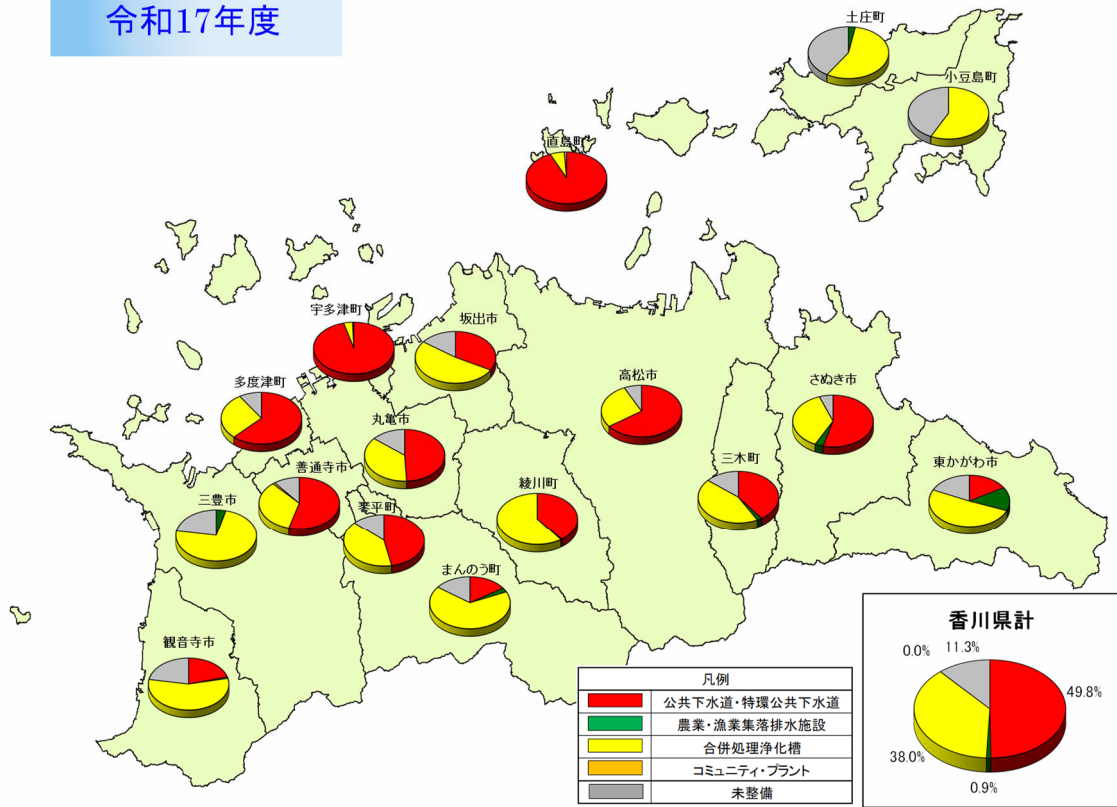 令和17年度
土庄町
小豆島町
直島町
宇多津町
坂出市
多度津町
丸亀市
高松市
さぬき市
善通寺市
三豊市
琴平町
綾川町
三木町
東かがわ市
まんのう町
観音寺市
凡例
公共下水道・特環公共下水道
農業・漁業集落排水施設
合併処理浄化槽
コミュニティ・プラント
未整備
香川県計
0.0%
11.3%
49.8%
38.0%
0.9%